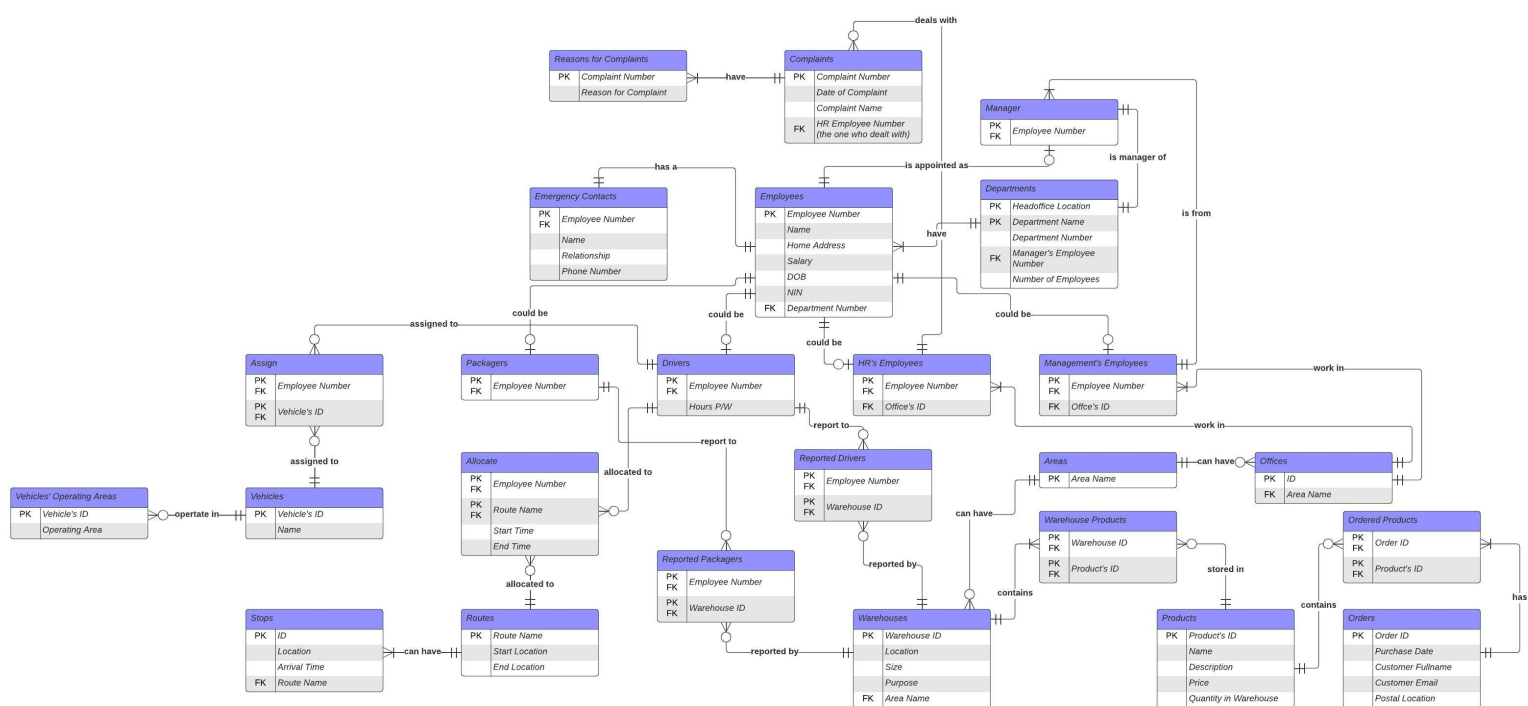 deals with
Reasons for Complaints
PK Complaint Number
Reason for Complaint
have
Complaints
PK Complaint Number
Date of Complaint
Complaint Name
FK HR Employee Number
(the one who dealt with)
Manager
PK
FK Employee Number
is manager of
is appointed as
has a
Emergency Contacts
PK
FK Employee Number
Name
Relationship
Phone Number
Employees
PK Employee Number
Name
Home Address
Salary
DOB
NIN
FK Department Number
Departments
PK Headoffice Location
PK Department Name
Department Number
FK Manager's Employee
Number
Number of Employees
have
is from
could be
could be
could be
could be
assigned to
Assign
PK
FK Employee Number
PK
FK Vehicle's ID
Packagers
PK
FK Employee Number
Drivers
PK
FK Employee Number
Hours P/W
HR's Employees
PK
FK Employee Number
FK Office's ID
Management's Employees
PK
FK Employee Number
FK Offce's ID
work in
work in
report to
report to
assigned to
allocated to
Vehicles' Operating Areas
PK Vehicle's ID
Operating Area
opertate in
Vehicles
PK Vehicle's ID
Name
Allocate
PK
FK Employee Number
PK
FK Route Name
Start Time
End Time
Reported Drivers
PK
FK Employee Number
PK
FK Warehouse ID
Areas
PK Area Name
can have
Offices
PK ID
FK Area Name
can have
Warehouse Products
PK
FK Warehouse ID
PK
FK Product's ID
Ordered Products
PK
FK Order ID
PK
FK Product's ID
Reported Packagers
PK
FK Employee Number
PK
FK Warehouse ID
reported by
stored in
allocated to
contains
contains
has
Stops
PK ID
Location
Arrival Time
FK Route Name
can have
Routes
PK Route Name
Start Location
End Location
reported by
Warehouses
PK Warehouse ID
Location
Size
Purpose
FK Area Name
Products
PK Product's ID
Name
Description
Price
Quantity in Warehouse
Orders
PK Order ID
Purchase Date
Customer Fullname
Customer Email
Postal Location